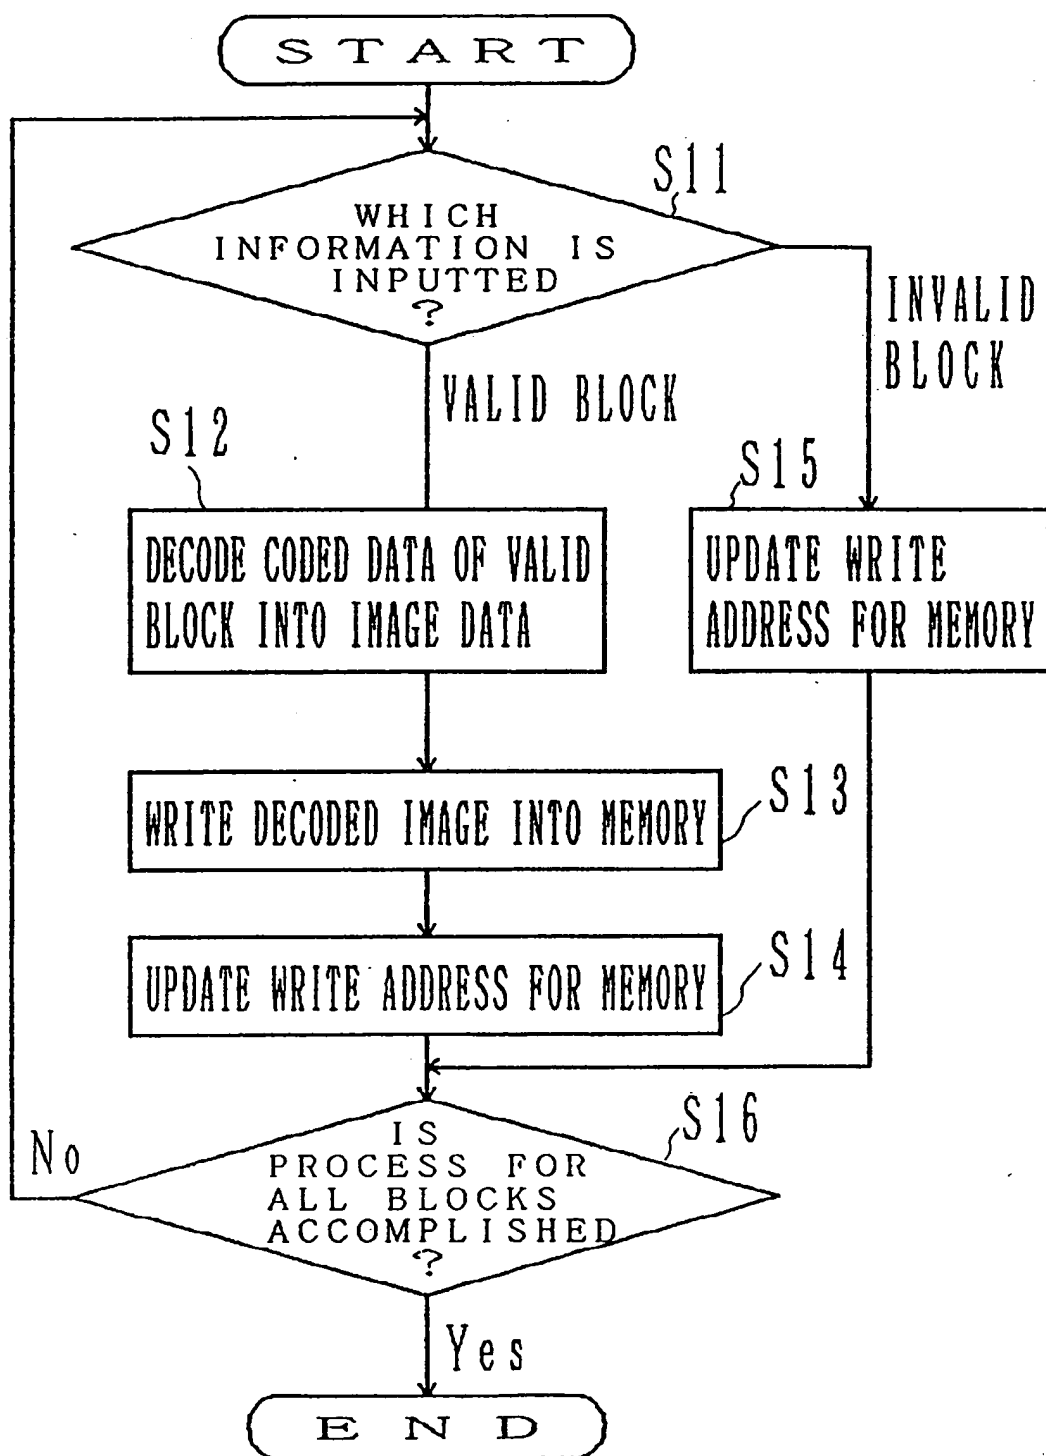 START
S11
WHICH
INFORMATION IS
INPUTTED
?
INVALID
BLOCK
VALID BLOCK
S12
S15
DECODE CODED DATA OF VALID
BLOCK INTO IMAGE DATA
UPDATE WRITE
ADDRESS FOR MEMORY
S13
WRITE DECODED IMAGE INTO MEMORY
S14
UPDATE WRITE ADDRESS FOR MEMORY
S16
No
IS
PROCESS FOR
ALL BLOCKS
ACCOMPLISHED
?
Yes
END